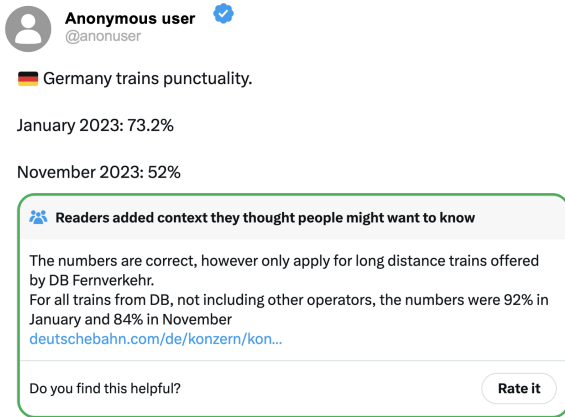 Anonymous user
@anonuser
Germany trains punctuality.
January 2023: 73.2%
November 2023: 52%
Readers added context they thought people might want to know
The numbers are correct, however only apply for long distance trains offered
by DB Fernverkehr.
For all trains from DB, not including other operators, the numbers were 92% in
January and 84% in November
deutschebahn.com/de/konzern/kon...
Do you find this helpful?
Rate it